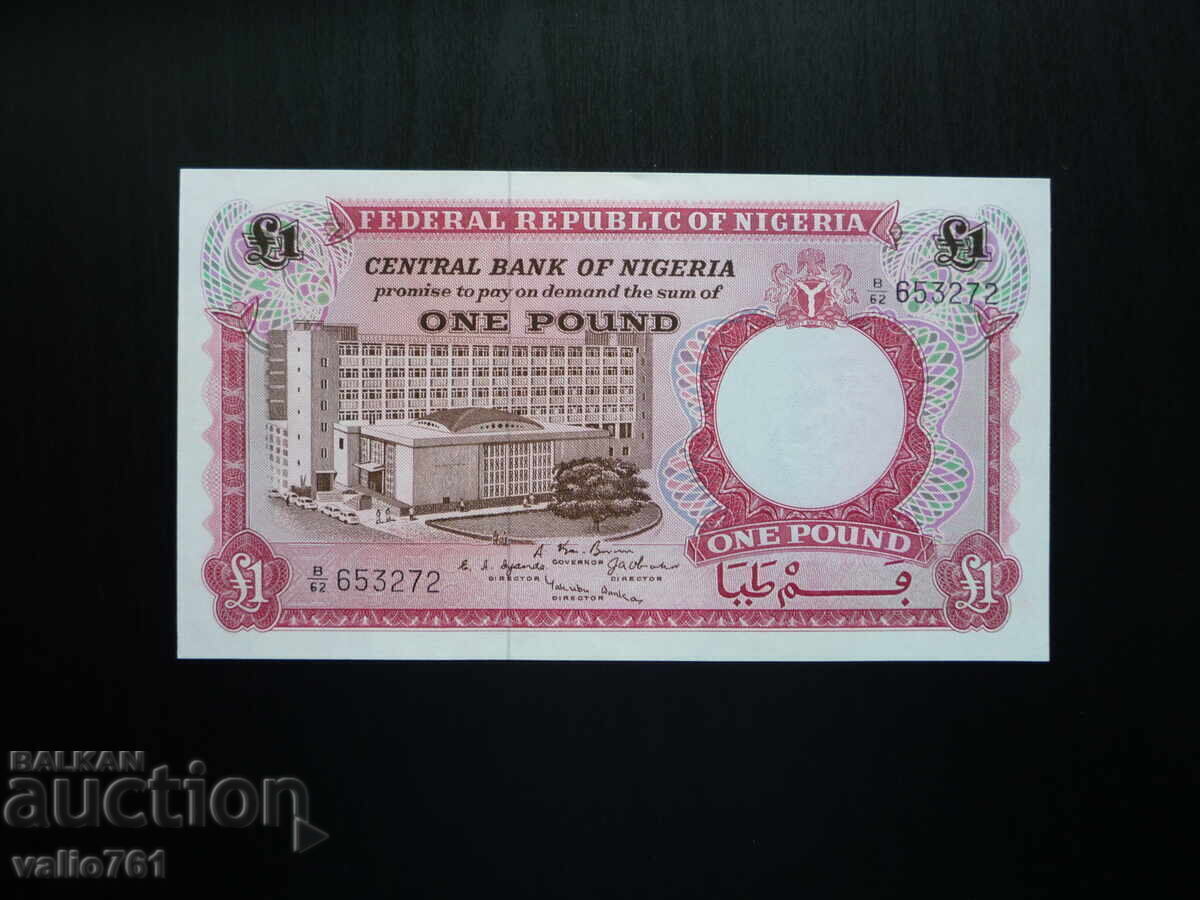 FEDERAL REPUBLIC OF NIGERIA
£1
£1
CENTRAL BANK OF NIGERIA
promise to pay on demand the sum of
ONE POUND
B/62 653272
ONE POUND
GOVERNOR
DIRECTOR
DIRECTOR
DIRECTOR
B/62 653272
£1
£1
BALKAN
auction
valio761